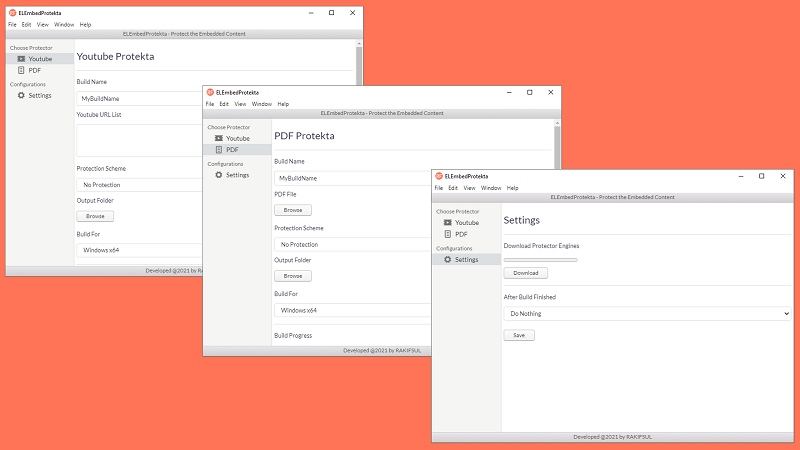 ELEmbedProtekta
File Edit View Window Help
ELEmbedProtekta - Protect the Embedded Content
Choose Protector
Youtube
PDF
Configurations
Settings
Youtube Protekta
Build Name
MyBuildName
Youtube URL List
Protection Scheme
No Protection
Output Folder
Browse
Build For
Windows x64
Developed @2021 by RAKI
ELEmbedProtekta
File Edit View Window Help
ELEmbedProtekta - Protect the Embedded Content
Choose Protector
Youtube
PDF
Configurations
Settings
PDF Protekta
Build Name
MyBuildName
PDF File
Browse
Protection Scheme
No Protection
Output Folder
Browse
Build For
Windows x64
Build Progress
Developed @2021 by RAKIFSUL
ELEmbedProtekta
File Edit View Window Help
ELEmbedProtekta - Protect the Embedded Content
Choose Protector
Youtube
PDF
Configurations
Settings
Settings
Download Protector Engines
Download
After Build Finished
Do Nothing
Save
Developed @2021 by RAKIFSUL